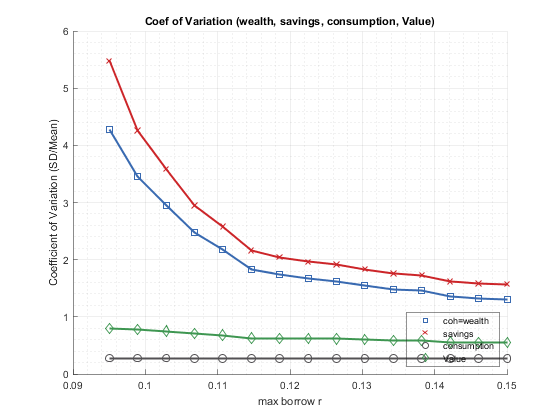 Coef of Variation (wealth, savings, consumption, Value)
6
5
4
3
2
1
0
Coefficient of Variation (SD/Mean)
coh=wealth
savings
consumption
Value
0.09
0.1
0.11
0.12
0.13
0.14
0.15
max borrow r